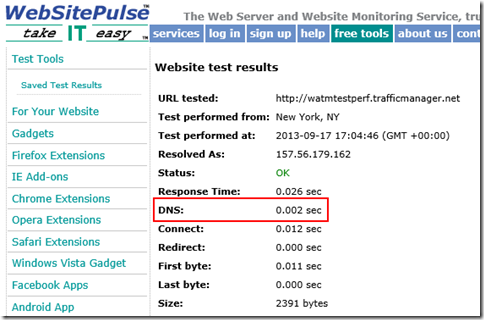 WebSitePulse™
take IT easy™
The Web Server and Website Monitoring Service, tru
services log in sign up help free tools about us cont
Test Tools
Saved Test Results
For Your Website
Gadgets
Firefox Extensions
IE Add-ons
Chrome Extensions
Opera Extensions
Safari Extensions
Windows Vista Gadget
Facebook Apps
Android App
Website test results
URL tested: http://watmtestperf.trafficmanager.net
Test performed from: New York, NY
Test performed at: 2013-09-17 17:04:46 (GMT +00:00)
Resolved As: 157.56.179.162
Status: OK
Response Time: 0.026 sec
DNS: 0.002 sec
Connect: 0.012 sec
Redirect: 0.000 sec
First byte: 0.011 sec
Last byte: 0.000 sec
Size: 2391 bytes